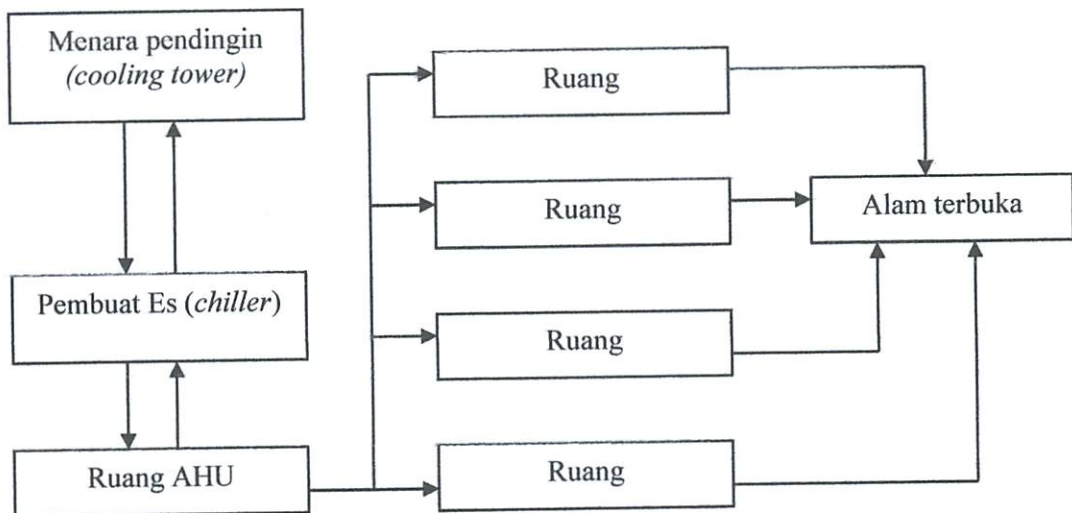 Menara pendingin
(cooling tower)
Pembuat Es (chiller)
Ruang AHU
Ruang
Ruang
Ruang
Ruang
Alam terbuka